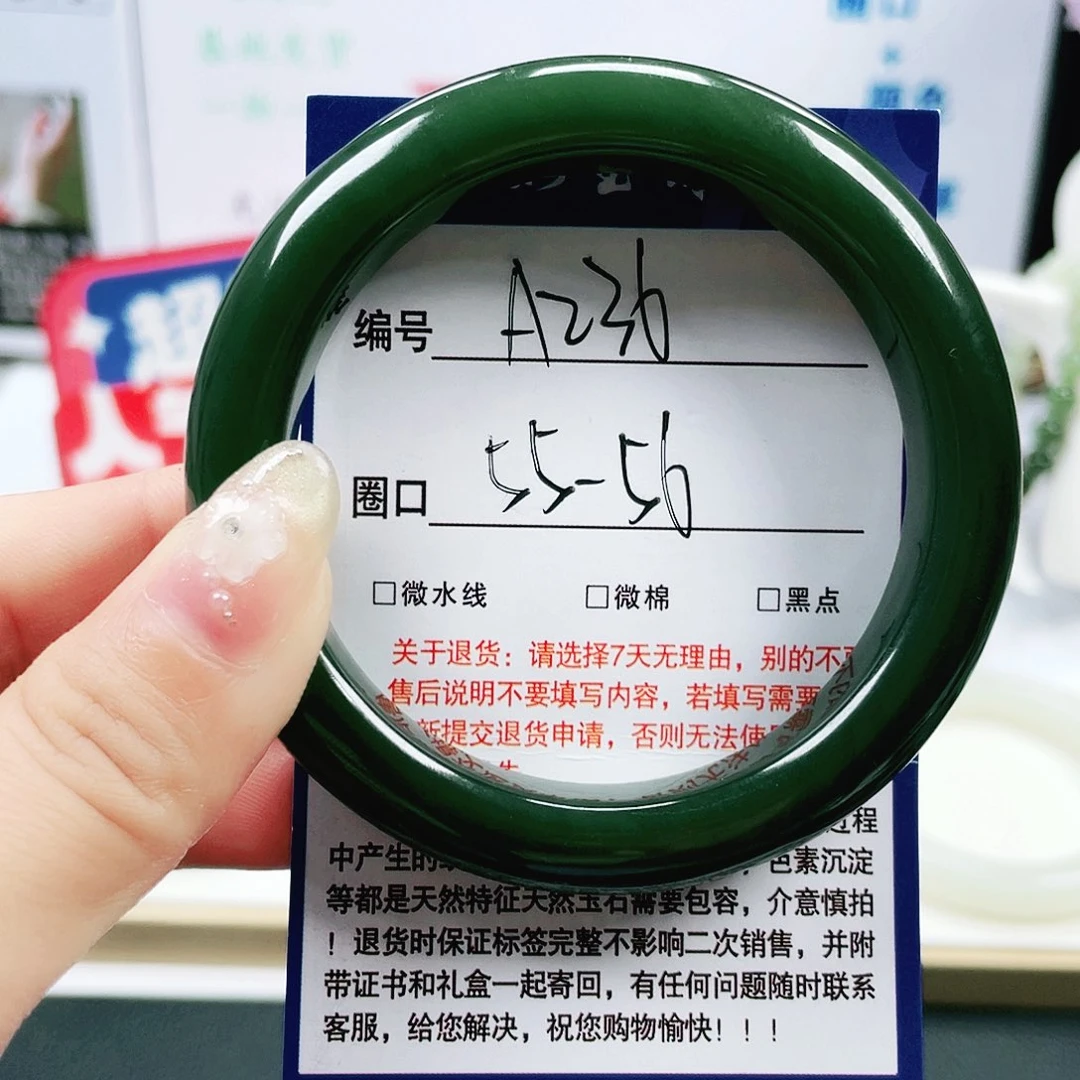 编号 A236
圈口 55-56
□微水线 □微棉 □黑点
关于退货：请选择7天无理由，别的不
售后说明不要填写内容，若填写需要
新提交退货申请，否则无法使
过程
中产生的 色素沉淀
等都是天然特征天然玉石需要包容，介意慎拍
！退货时保证标签完整不影响二次销售，并附
带证书和礼盒一起寄回，有任何问题随时联系
客服，给您解决，祝您购物愉快！！！